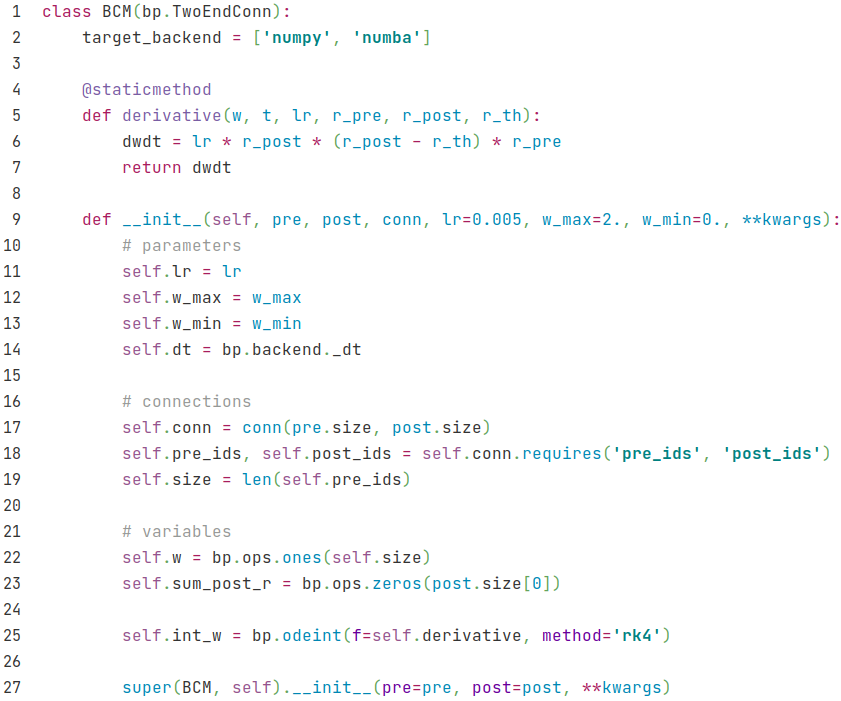 1 class BCM(bp.TwoEndConn):
2     target_backend = ['numpy', 'numba']
3
4     @staticmethod
5     def derivative(w, t, lr, r_pre, r_post, r_th):
6         dwdt = lr * r_post * (r_post - r_th) * r_pre
7         return dwdt
8
9     def __init__(self, pre, post, conn, lr=0.005, w_max=2., w_min=0., **kwargs):
10         # parameters
11         self.lr = lr
12         self.w_max = w_max
13         self.w_min = w_min
14         self.dt = bp.backend._dt
15
16         # connections
17         self.conn = conn(pre.size, post.size)
18         self.pre_ids, self.post_ids = self.conn.requires('pre_ids', 'post_ids')
19         self.size = len(self.pre_ids)
20
21         # variables
22         self.w = bp.ops.ones(self.size)
23         self.sum_post_r = bp.ops.zeros(post.size[0])
24
25         self.int_w = bp.odeint(f=self.derivative, method='rk4')
26
27         super(BCM, self).__init__(pre=pre, post=post, **kwargs)